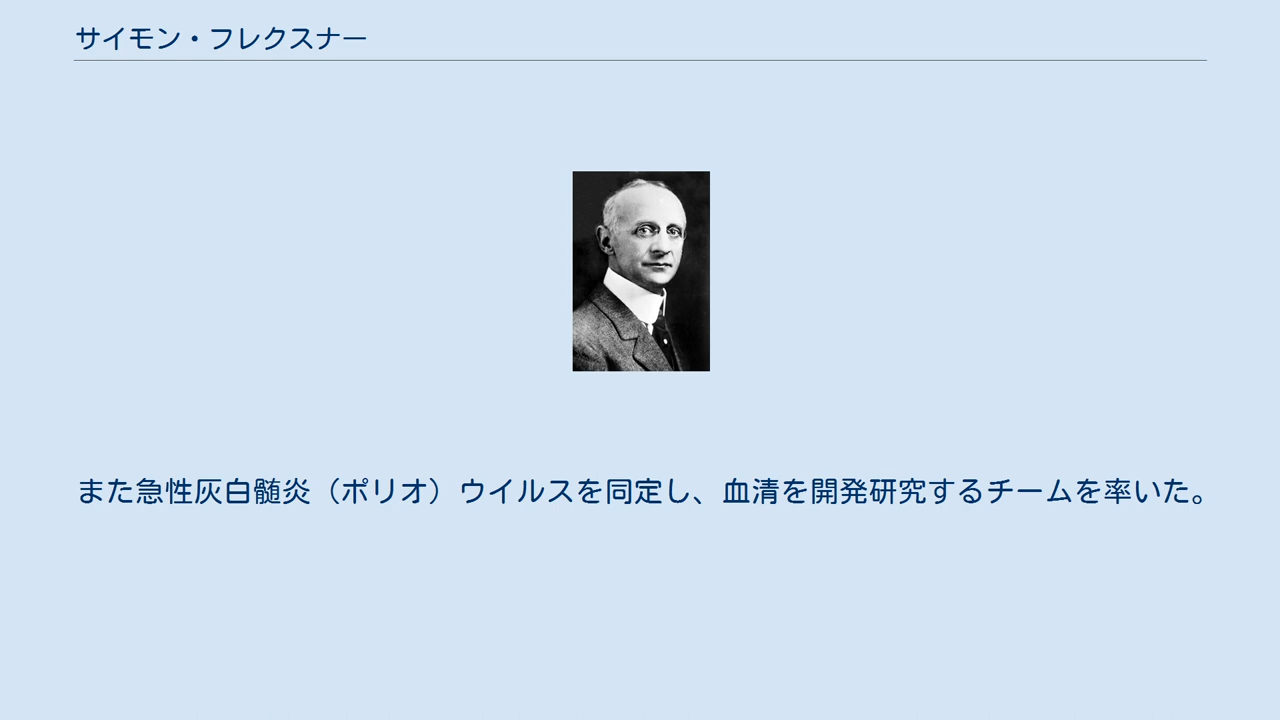 サイモン・フレクスナー
また急性灰白髄炎（ポリオ）ウイルスを同定し、血清を開発研究するチームを率いた。